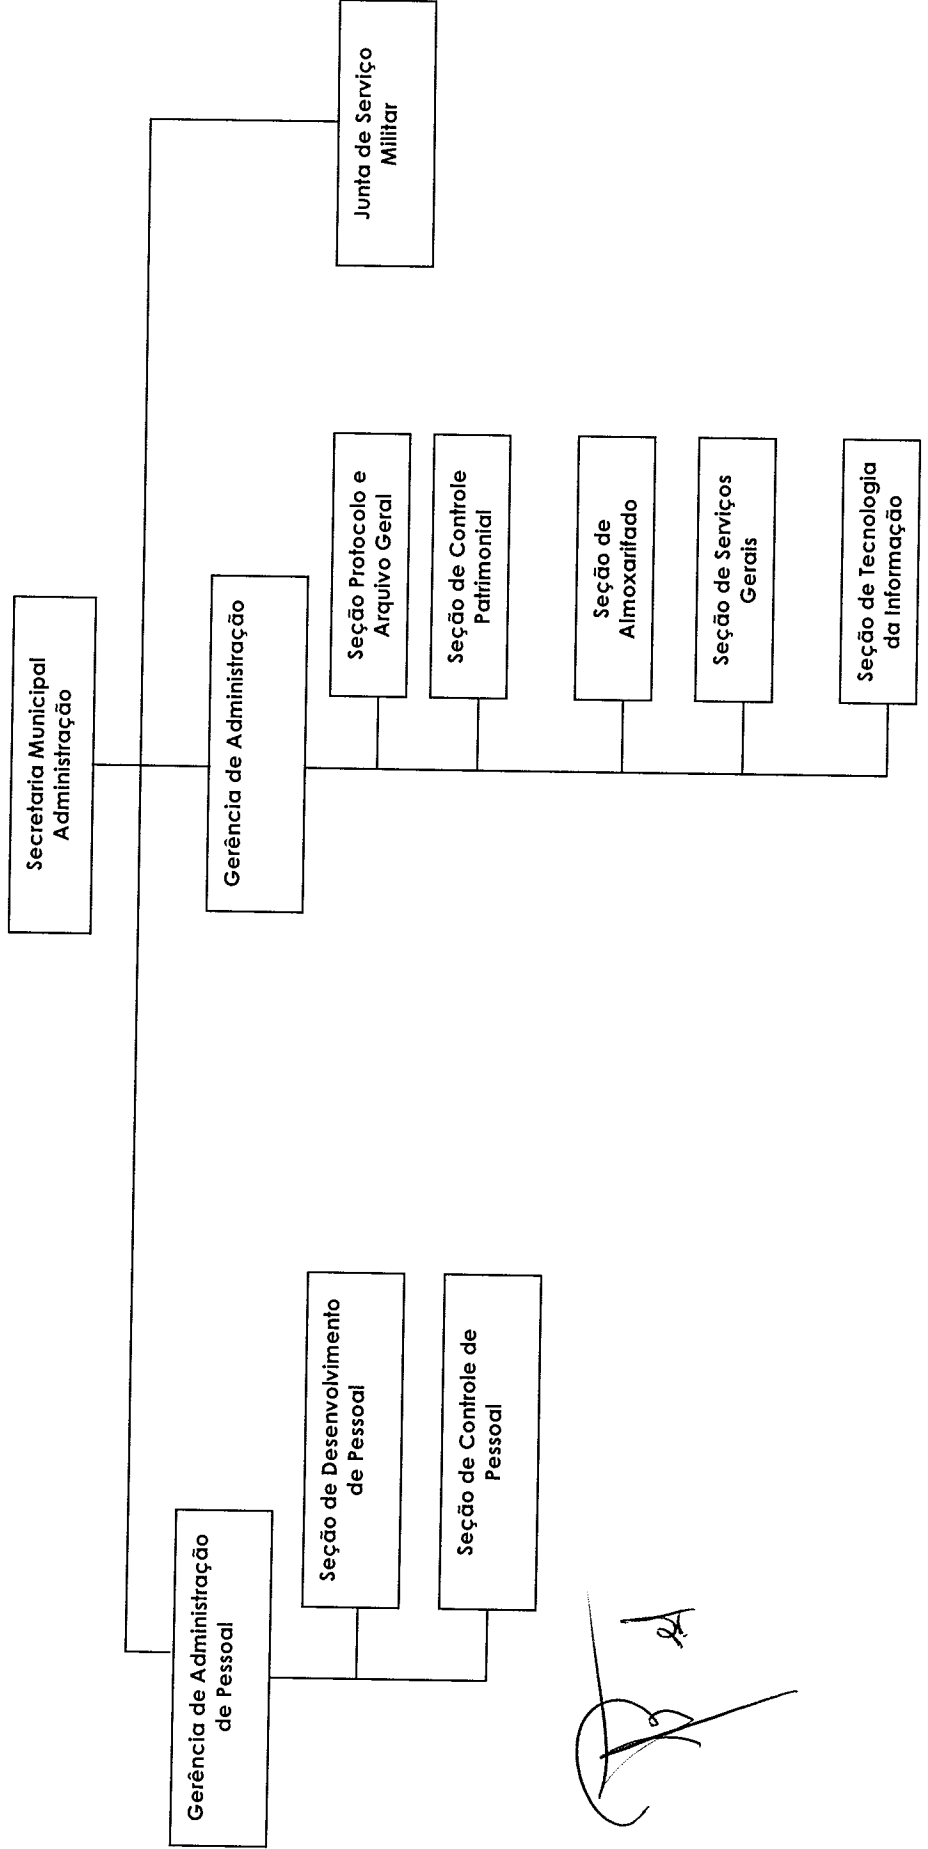 Secretaria Municipal
Administração
Gerência de Administração
de Pessoal
Seção de Desenvolvimento
de Pessoal
Seção de Controle de
Pessoal
Gerência de Administração
Seção Protocolo e
Arquivo Geral
Seção de Controle
Patrimonial
Seção de
Almoxarifado
Seção de Serviços
Gerais
Seção de Tecnologia
da Informação
Junta de Serviço
Militar